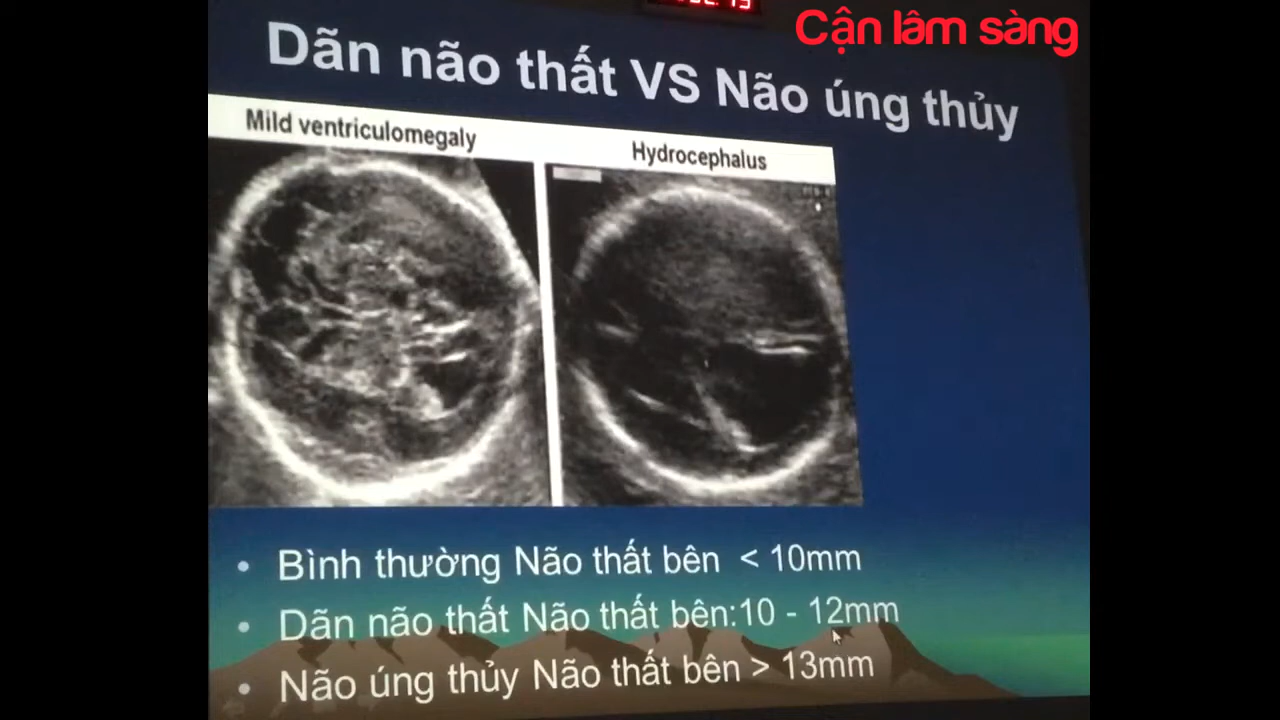 Cận lâm sàng
Dãn não thất VS Não úng thủy
Mild ventriculomegaly
Hydrocephalus
• Bình thường Não thất bên < 10mm
• Dãn não thất Não thất bên:10 - 12mm
• Não úng thủy Não thất bên > 13mm